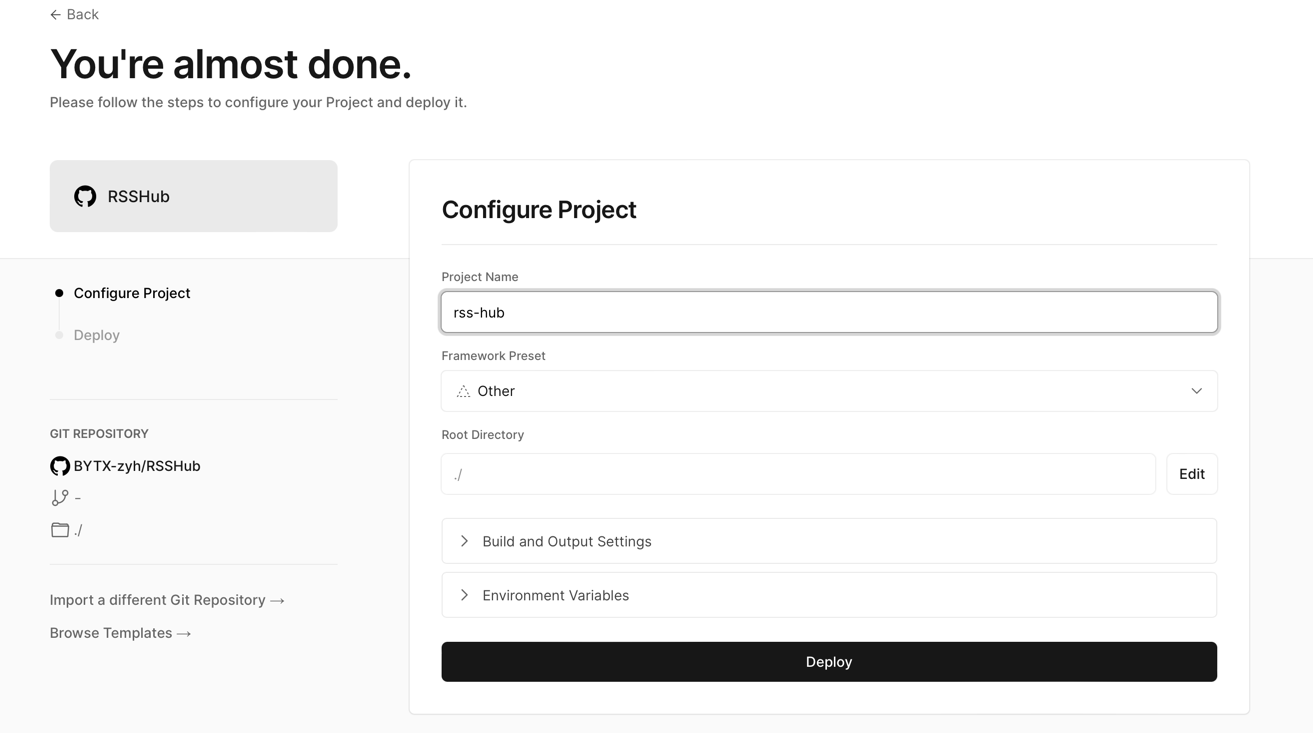 ← Back
You're almost done.
Please follow the steps to configure your Project and deploy it.
RSSHub
Configure Project
Deploy
GIT REPOSITORY
BYTX-zyh/RSSHub
-
./
Import a different Git Repository →
Browse Templates →
Configure Project
Project Name
rss-hub
Framework Preset
Other
Root Directory
./
Edit
Build and Output Settings
Environment Variables
Deploy